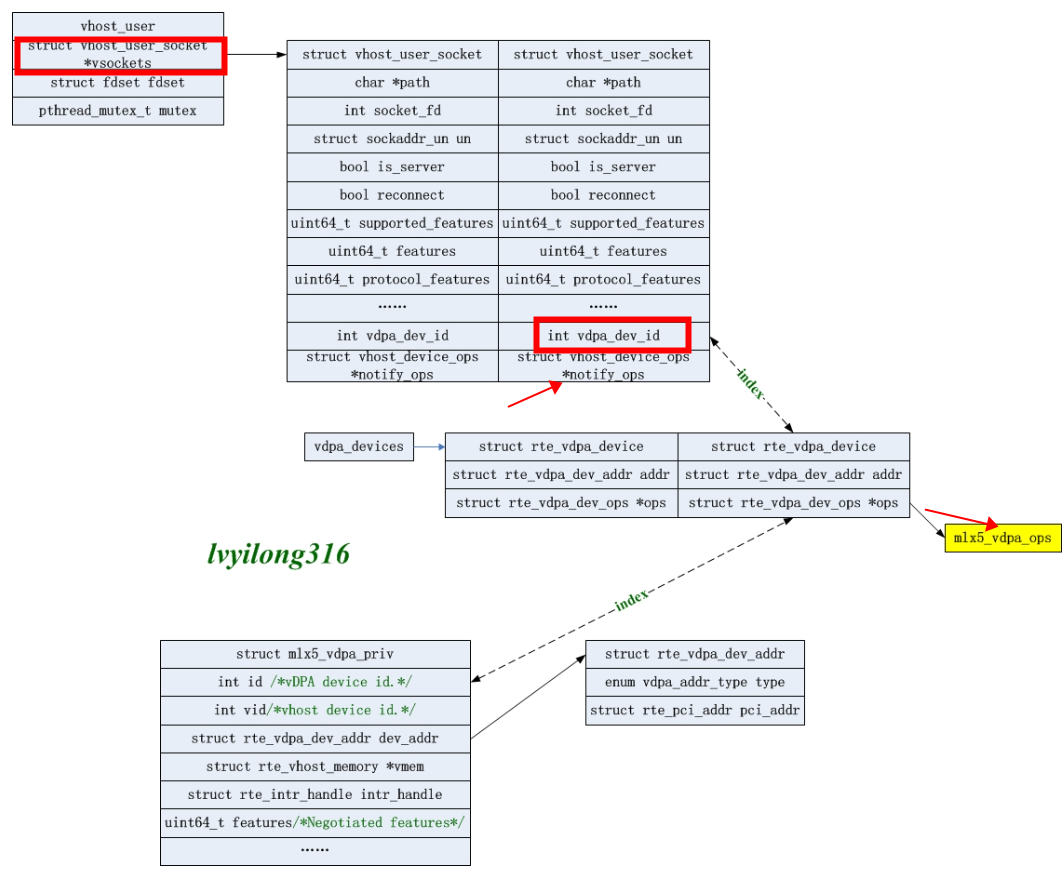 vhost_user
struct vhost_user_socket
*vsockets
struct fdset fdset
pthread_mutex_t mutex
struct vhost_user_socket struct vhost_user_socket
char *path char *path
int socket_fd int socket_fd
struct sockaddr_un un struct sockaddr_un un
bool is_server bool is_server
bool reconnect bool reconnect
uint64_t supported_features uint64_t supported_features
uint64_t features uint64_t features
uint64_t protocol_features uint64_t protocol_features
…… ……
int vdpa_dev_id int vdpa_dev_id
struct vhost_device_ops struct vhost_device_ops
*notify_ops *notify_ops
index
vdpa_devices
struct rte_vdpa_device struct rte_vdpa_device
struct rte_vdpa_dev_addr addr struct rte_vdpa_dev_addr addr
struct rte_vdpa_dev_ops *ops struct rte_vdpa_dev_ops *ops
mlx5_vdpa_ops
lvyilong316
index
struct mlx5_vdpa_priv
int id /*vDPA device id.*/
int vid/*vhost device id.*/
struct rte_vdpa_dev_addr dev_addr
struct rte_vhost_memory *vmem
struct rte_intr_handle intr_handle
uint64_t features/*Negotiated features*/
……
struct rte_vdpa_dev_addr
enum vdpa_addr_type type
struct rte_pci_addr pci_addr